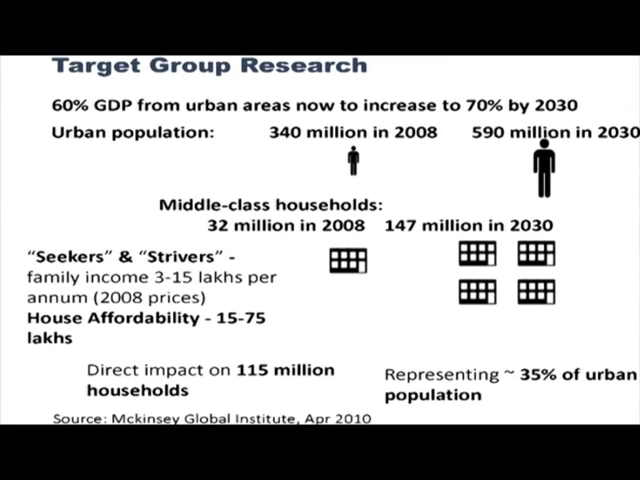 Target Group Research
60% GDP from urban areas now to increase to 70% by 2030
Urban population: 340 million in 2008 590 million in 2030
Middle-class households:
32 million in 2008 147 million in 2030
“Seekers” & “Strivers” -
family income 3-15 lakhs per
annum (2008 prices)
House Affordability - 15-75
lakhs
Direct impact on 115 million
households
Representing ~ 35% of urban
population
Source: Mckinsey Global Institute, Apr 2010